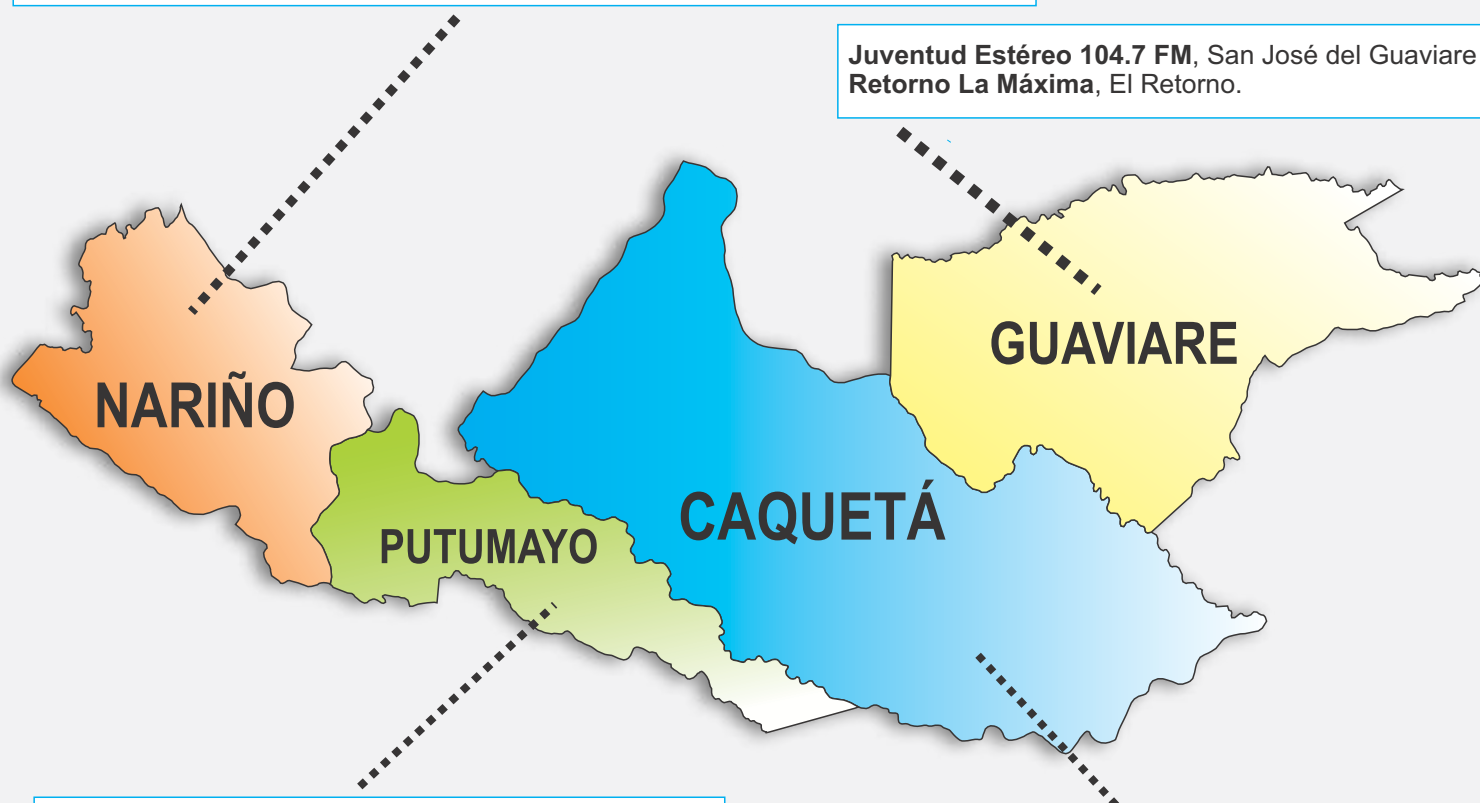 Juventud Estéreo 104.7 FM, San José del Guaviare
Retorno La Máxima, El Retorno.
GUAVIARE
NARIÑO
CAQUETÁ
PUTUMAYO